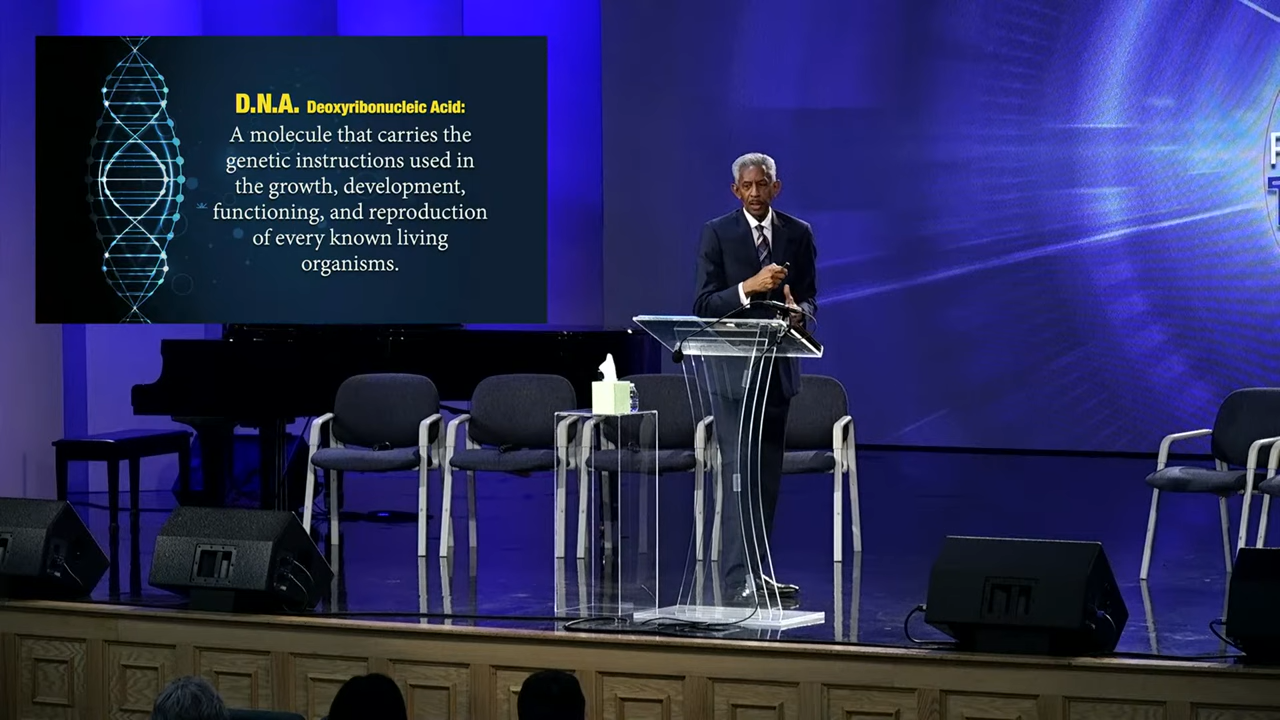 D.N.A. Deoxyribonucleic Acid:
A molecule that carries the
genetic instructions used in
the growth, development,
functioning, and reproduction
of every known living
organisms.